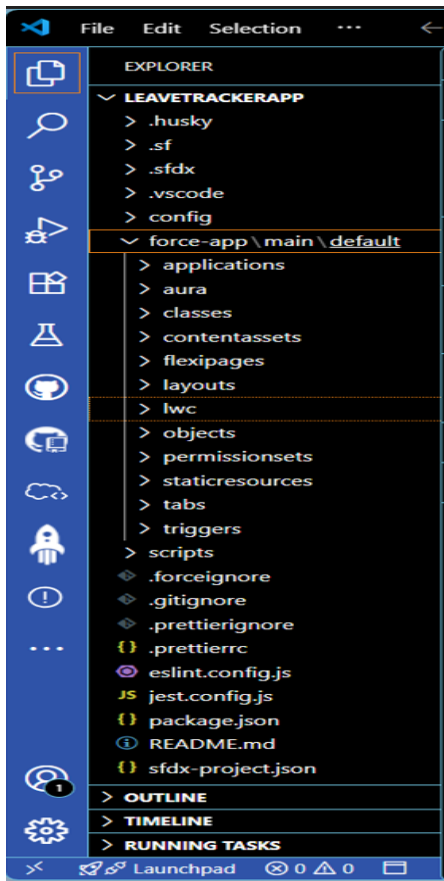 File Edit Selection ...
EXPLORER
LEAVETRACKERAPP
.husky
.sf
.sfdx
.vscode
config
force-app\main\default
applications
aura
classes
contentassets
flexipages
layouts
lwc
objects
permissionsets
staticresources
tabs
triggers
scripts
.forceignore
.gitignore
.prettierignore
{} .prettierrc
eslint.config.js
JS jest.config.js
{} package.json
README.md
{} sfdx-project.json
1
OUTLINE
TIMELINE
RUNNING TASKS
Launchpad 0 0